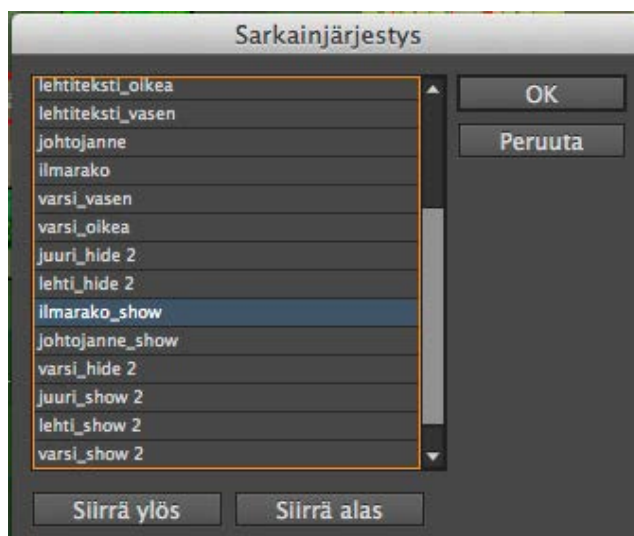 Sarkainjärjestys
lehtiteksti_oikea
lehtiteksti_vasen
johtojanne
ilmarako
varsi_vasen
varsi_oikea
juuri_hide 2
lehti_hide 2
ilmarako_show
johtojanne_show
varsi_hide 2
juuri_show 2
lehti_show 2
varsi_show 2
OK
Peruuta
Siirrä ylös
Siirrä alas